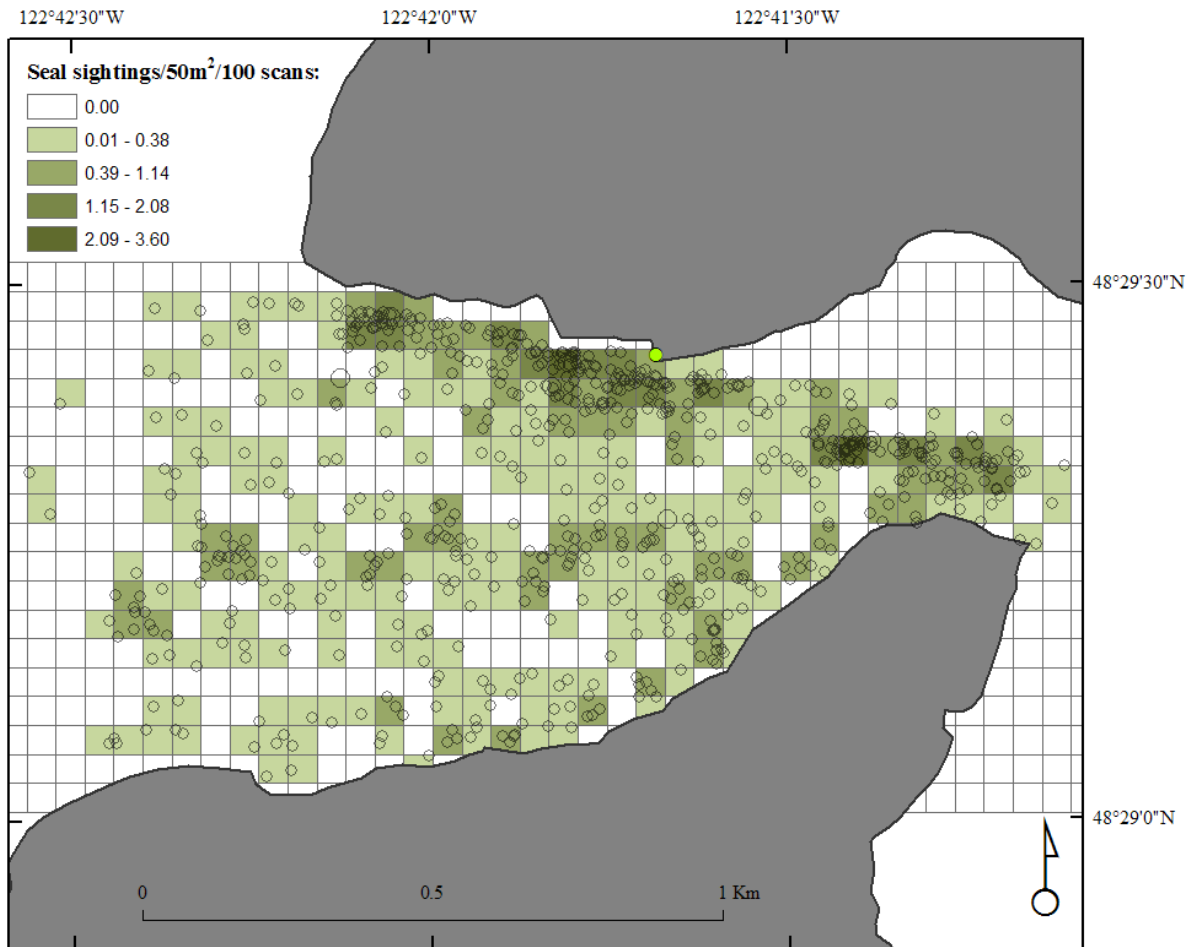 122°42'30"W 122°42'0"W 122°41'30"W
Seal sightings/50m²/100 scans:
0.00
0.01 - 0.38
0.39 - 1.14
1.15 - 2.08
2.09 - 3.60
48°29'30"N
48°29'0"N
0 0.5 1 Km